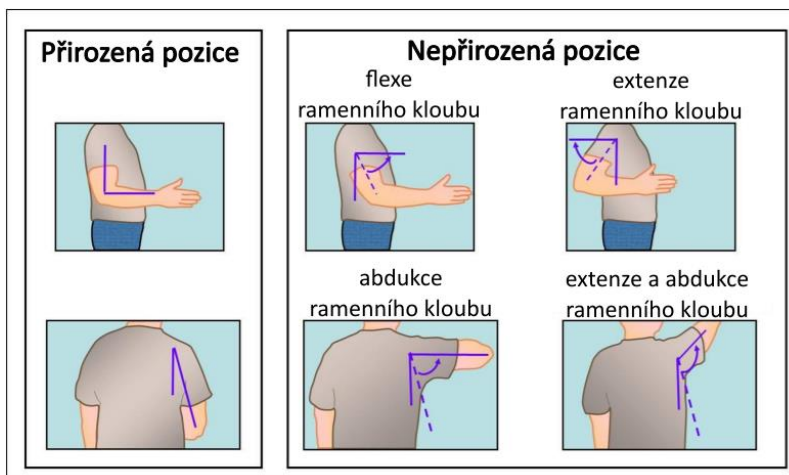 Přirozená pozice
Nepřirozená pozice
flexe
ramenního kloubu
extenze
ramenního kloubu
abdukce
ramenního kloubu
extenze a abdukce
ramenního kloubu